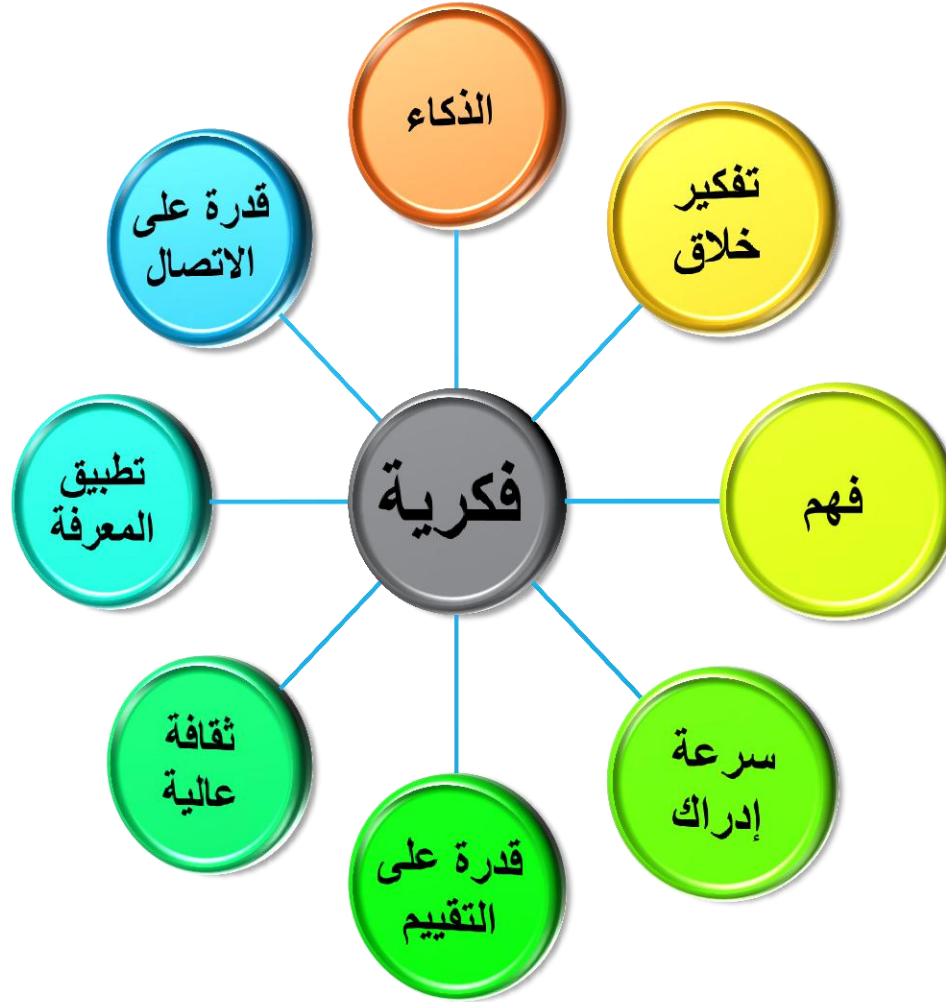 الذكاء
تفكير
خلاق
فهم
سرعة
إدراك
قدرة على
التقييم
ثقافة
عالية
تطبيق
المعرفة
قدرة على
الاتصال
فكرية